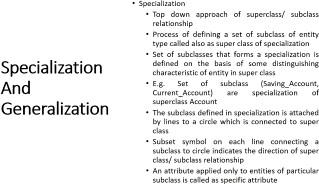 Specialization
And
Generalization
• Specialization
• Top down approach of superclass/ subclass
relationship
• Process of defining a set of subclass of entity
type called also as super class of specialization
• Set of subclasses that forms a specialization is
defined on the basis of some distinguishing
characteristic of entity in super class
• E.g. Set of subclass (Saving_Account,
Current_Account) are specialization of
superclass Account
• The subclass defined in specialization is attached
by lines to a circle which is connected to super
class
• Subset symbol on each line connecting a
subclass to circle indicates the direction of super
class/ subclass relationship
• An attribute applied only to entities of particular
subclass is called as specific attribute